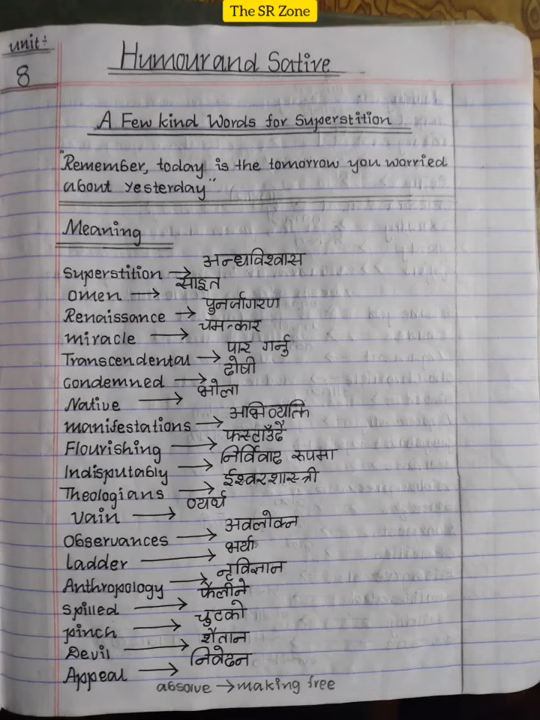 The SR Zone
unit:-
8
Humour and Sative
A Few kind Words for Superstition
"Remember, today is the tomorrow you worried
about yesterday"
Meaning
Superstition → अन्धविश्वास
omen → साइत
Renaissance → पुनर्जागरण
miracle → चमत्कार
Transcendental → पार गर्नु
condemned → दोषी
Native → भोला
manifestations → अभिव्यक्ति
Flourishing → फस्टाउँदै
Indisputably → निर्विवाद रूपमा
Theologians → ईश्वरशास्त्री
Vain → व्यर्थ
Observances → अवलोकन
Ladder → भर्या
Anthropology → नृविज्ञान
Spilled → फैलीने
pinch → चुटको
Devil → शैतान
Appeal → निवेदन
absolve → making free